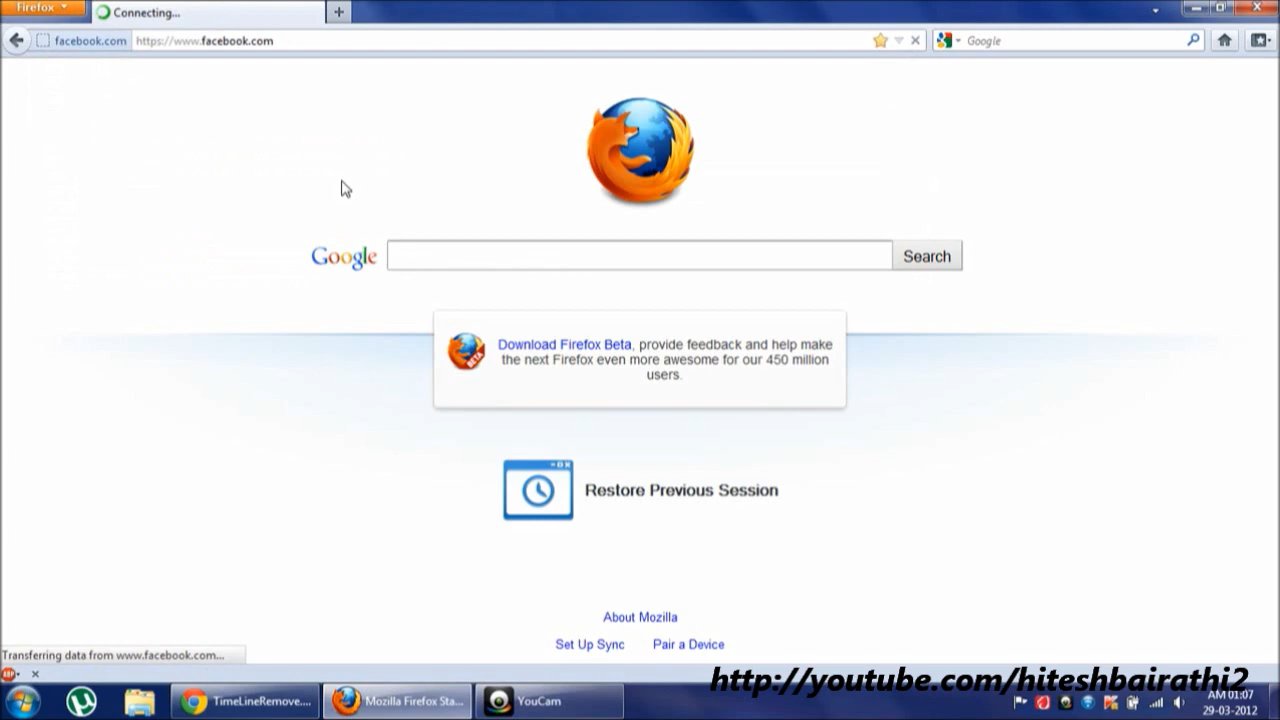 Firefox
Connecting...
facebook.com
https://www.facebook.com
Google
Google
Search
BETA
Download Firefox Beta, provide feedback and help make
the next Firefox even more awesome for our 450 million
users.
Restore Previous Session
About Mozilla
Set Up Sync
Pair a Device
Transferring data from www.facebook.com...
ABP
http://youtube.com/hiteshbairathi2
TimeLineRemove....
Mozilla Firefox Sta...
YouCam
AM 01:07
29-03-2012